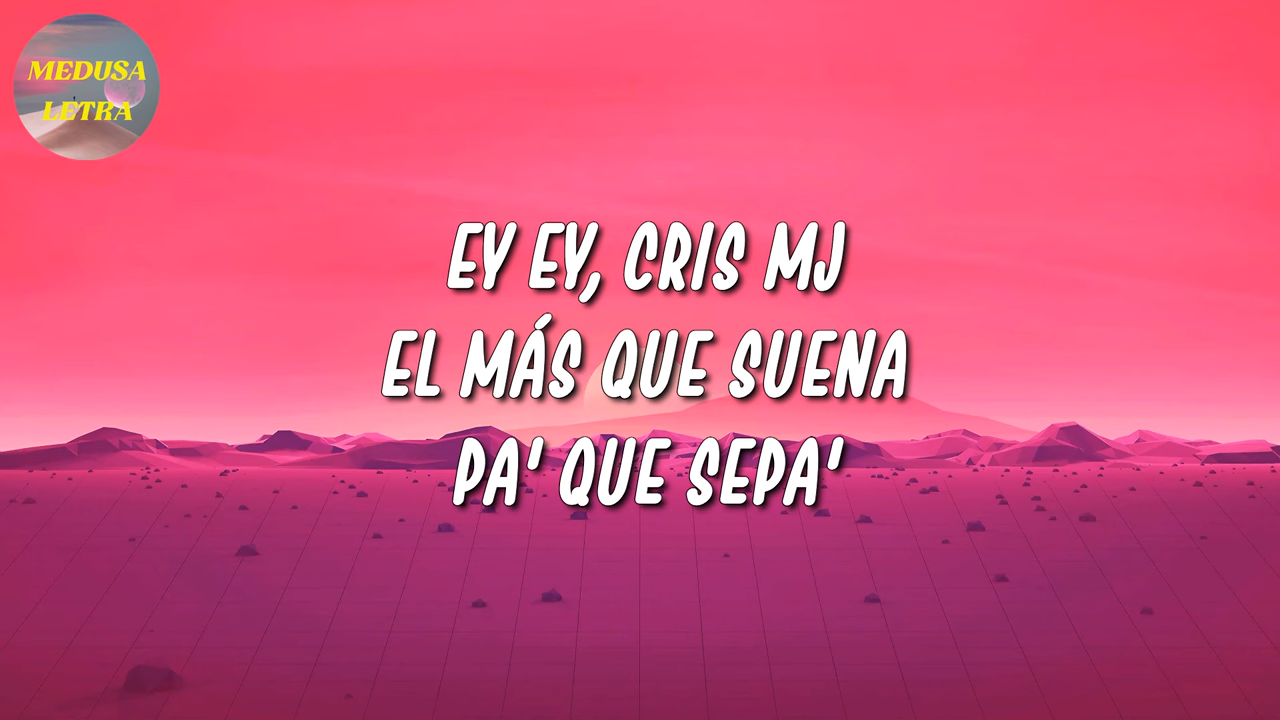 MEDUSA
LETRA
EY EY, CRIS MJ
EL MÁS QUE SUENA
PA' QUE SEPA'